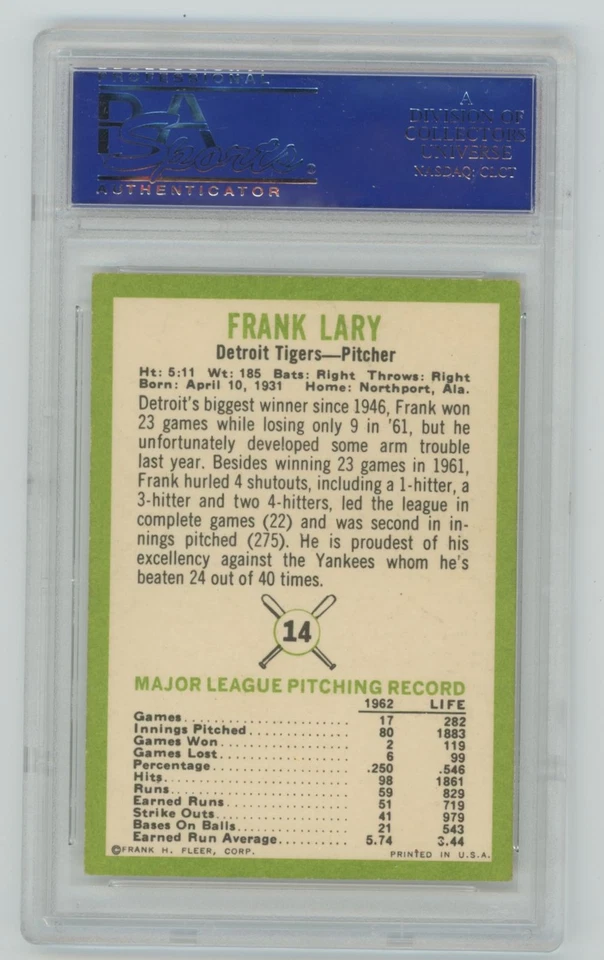 PROFESSIONAL
PSA
Sports
AUTHENTICATOR
A
DIVISION OF
COLLECTORS
UNIVERSE
NASDAQ: CLCT
FRANK LARY
Detroit Tigers—Pitcher
Ht: 5:11 Wt: 185 Bats: Right Throws: Right
Born: April 10, 1931 Home: Northport, Ala.
Detroit's biggest winner since 1946, Frank won
23 games while losing only 9 in '61, but he
unfortunately developed some arm trouble
last year. Besides winning 23 games in 1961,
Frank hurled 4 shutouts, including a 1-hitter, a
3-hitter and two 4-hitters, led the league in
complete games (22) and was second in in-
nings pitched (275). He is proudest of his
excellency against the Yankees whom he's
beaten 24 out of 40 times.
14
MAJOR LEAGUE PITCHING RECORD
1962 LIFE
Games 17 282
Innings Pitched 80 1883
Games Won 2 119
Games Lost 6 99
Percentage .250 .546
Hits 98 1861
Runs 59 829
Earned Runs 51 719
Strike Outs 41 979
Bases On Balls 21 543
Earned Run Average 5.74 3.44
©FRANK H. FLEER, CORP. PRINTED IN U.S.A.